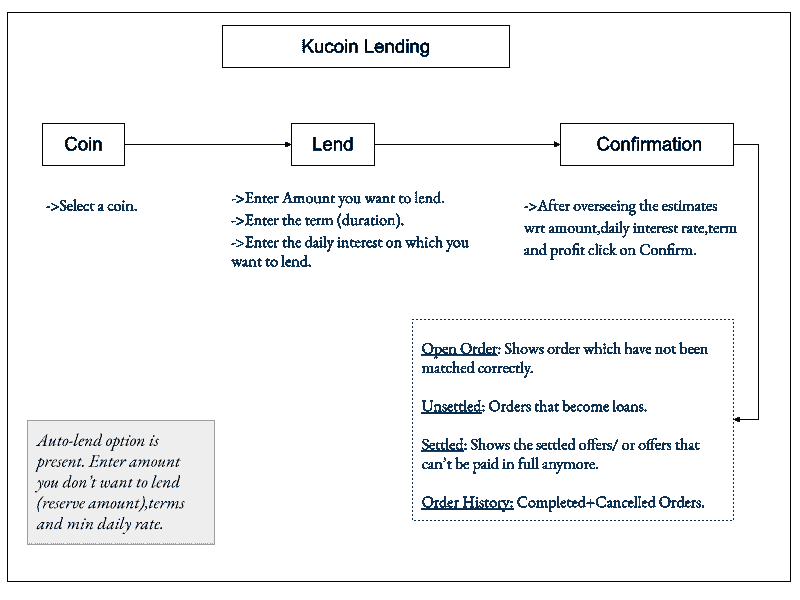 Kucoin Lending
Coin
Lend
Confirmation
->Select a coin.
->Enter Amount you want to lend.
->Enter the term (duration).
->Enter the daily interest on which you
want to lend.
->After overseeing the estimates
wrt amount,daily interest rate,term
and profit click on Confirm.
Open Order: Shows order which have not been
matched correctly.
Unsettled: Orders that become loans.
Settled: Shows the settled offers/ or offers that
can't be paid in full anymore.
Order History: Completed+Cancelled Orders.
Auto-lend option is
present. Enter amount
you don't want to lend
(reserve amount),terms
and min daily rate.